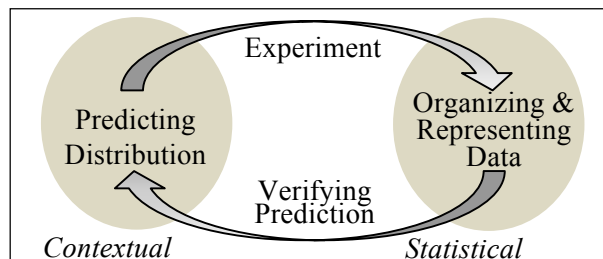 Experiment
Predicting
Distribution
Organizing &
Representing
Data
Verifying
Prediction
Contextual
Statistical